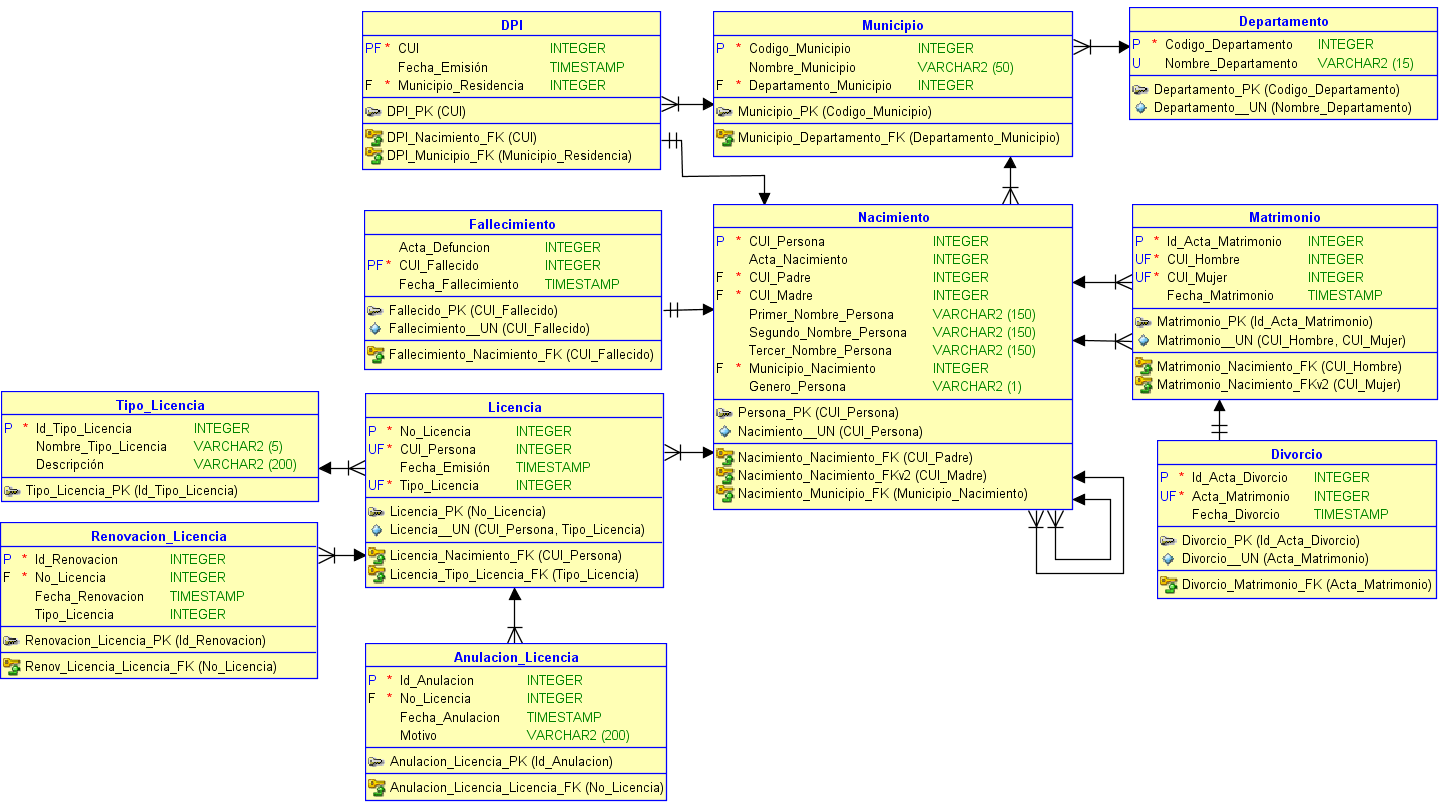 DPI
PF * CUI INTEGER
Fecha_Emisión TIMESTAMP
F * Municipio_Residencia INTEGER
DPI_PK (CUI)
DPI_Nacimiento_FK (CUI)
DPI_Municipio_FK (Municipio_Residencia)
Municipio
P * Codigo_Municipio INTEGER
Nombre_Municipio VARCHAR2 (50)
F * Departamento_Municipio INTEGER
Municipio_PK (Codigo_Municipio)
Municipio_Departamento_FK (Departamento_Municipio)
Departamento
P * Codigo_Departamento INTEGER
U Nombre_Departamento VARCHAR2 (15)
Departamento_PK (Codigo_Departamento)
Departamento__UN (Nombre_Departamento)
Fallecimiento
Acta_Defuncion INTEGER
PF * CUI_Fallecido INTEGER
Fecha_Fallecimiento TIMESTAMP
Fallecido_PK (CUI_Fallecido)
Fallecimiento__UN (CUI_Fallecido)
Fallecimiento_Nacimiento_FK (CUI_Fallecido)
Nacimiento
P * CUI_Persona INTEGER
Acta_Nacimiento INTEGER
F * CUI_Padre INTEGER
F * CUI_Madre INTEGER
Primer_Nombre_Persona VARCHAR2 (150)
Segundo_Nombre_Persona VARCHAR2 (150)
Tercer_Nombre_Persona VARCHAR2 (150)
F * Municipio_Nacimiento INTEGER
Genero_Persona VARCHAR2 (1)
Persona_PK (CUI_Persona)
Nacimiento__UN (CUI_Persona)
Nacimiento_Nacimiento_FK (CUI_Padre)
Nacimiento_Nacimiento_FKv2 (CUI_Madre)
Nacimiento_Municipio_FK (Municipio_Nacimiento)
Matrimonio
P * Id_Acta_Matrimonio INTEGER
UF * CUI_Hombre INTEGER
UF * CUI_Mujer INTEGER
Fecha_Matrimonio TIMESTAMP
Matrimonio_PK (Id_Acta_Matrimonio)
Matrimonio__UN (CUI_Hombre, CUI_Mujer)
Matrimonio_Nacimiento_FK (CUI_Hombre)
Matrimonio_Nacimiento_FKv2 (CUI_Mujer)
Tipo_Licencia
P * Id_Tipo_Licencia INTEGER
Nombre_Tipo_Licencia VARCHAR2 (5)
Descripción VARCHAR2 (200)
Tipo_Licencia_PK (Id_Tipo_Licencia)
Licencia
P * No_Licencia INTEGER
UF * CUI_Persona INTEGER
Fecha_Emisión TIMESTAMP
UF * Tipo_Licencia INTEGER
Licencia_PK (No_Licencia)
Licencia__UN (CUI_Persona, Tipo_Licencia)
Licencia_Nacimiento_FK (CUI_Persona)
Licencia_Tipo_Licencia_FK (Tipo_Licencia)
Divorcio
P * Id_Acta_Divorcio INTEGER
UF * Acta_Matrimonio INTEGER
Fecha_Divorcio TIMESTAMP
Divorcio_PK (Id_Acta_Divorcio)
Divorcio__UN (Acta_Matrimonio)
Divorcio_Matrimonio_FK (Acta_Matrimonio)
Renovacion_Licencia
P * Id_Renovacion INTEGER
F * No_Licencia INTEGER
Fecha_Renovacion TIMESTAMP
Tipo_Licencia INTEGER
Renovacion_Licencia_PK (Id_Renovacion)
Renov_Licencia_Licencia_FK (No_Licencia)
Anulacion_Licencia
P * Id_Anulacion INTEGER
F * No_Licencia INTEGER
Fecha_Anulacion TIMESTAMP
Motivo VARCHAR2 (200)
Anulacion_Licencia_PK (Id_Anulacion)
Anulacion_Licencia_Licencia_FK (No_Licencia)